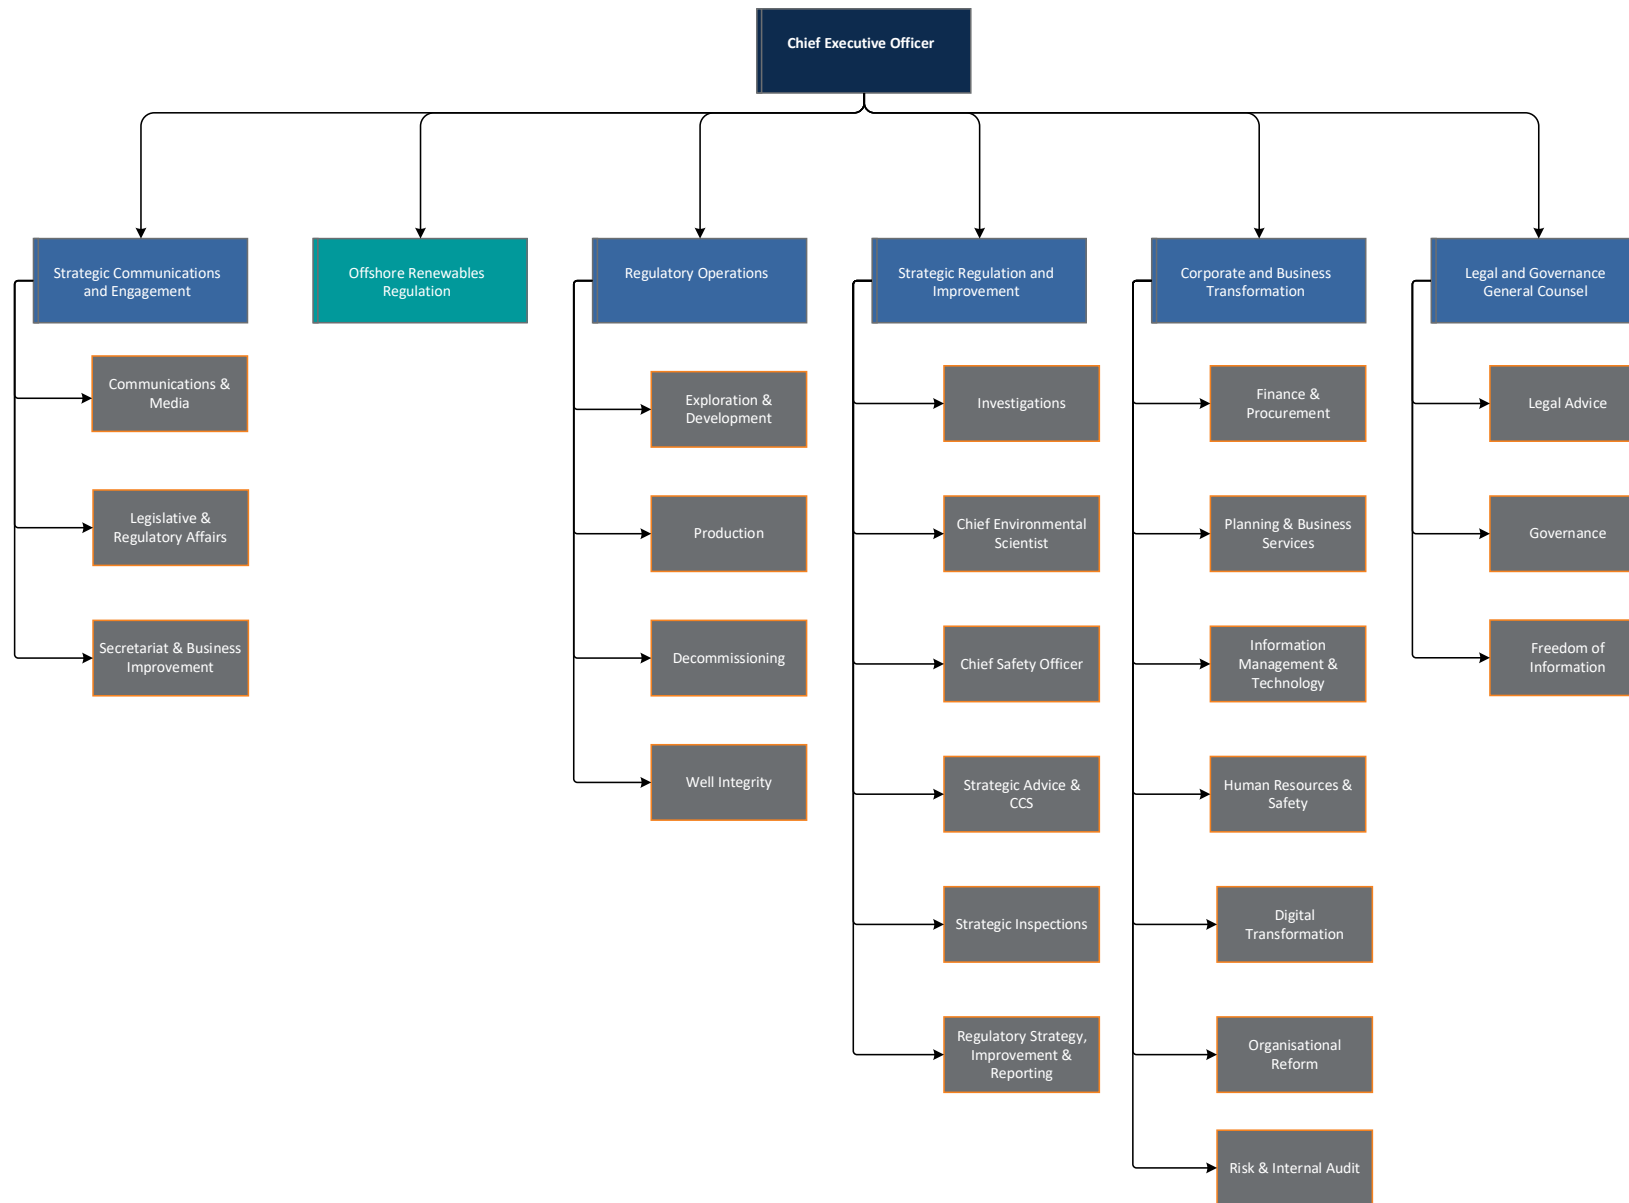 Chief Executive Officer
Strategic Communications
and Engagement
Offshore Renewables
Regulation
Regulatory Operations
Strategic Regulation and
Improvement
Corporate and Business
Transformation
Legal and Governance
General Counsel
Communications &
Media
Legislative &
Regulatory Affairs
Secretariat & Business
Improvement
Exploration &
Development
Production
Decommissioning
Well Integrity
Investigations
Chief Environmental
Scientist
Chief Safety Officer
Strategic Advice &
CCS
Strategic Inspections
Regulatory Strategy,
Improvement &
Reporting
Finance &
Procurement
Planning & Business
Services
Information
Management &
Technology
Human Resources &
Safety
Digital
Transformation
Organisational
Reform
Risk & Internal Audit
Legal Advice
Governance
Freedom of
Information